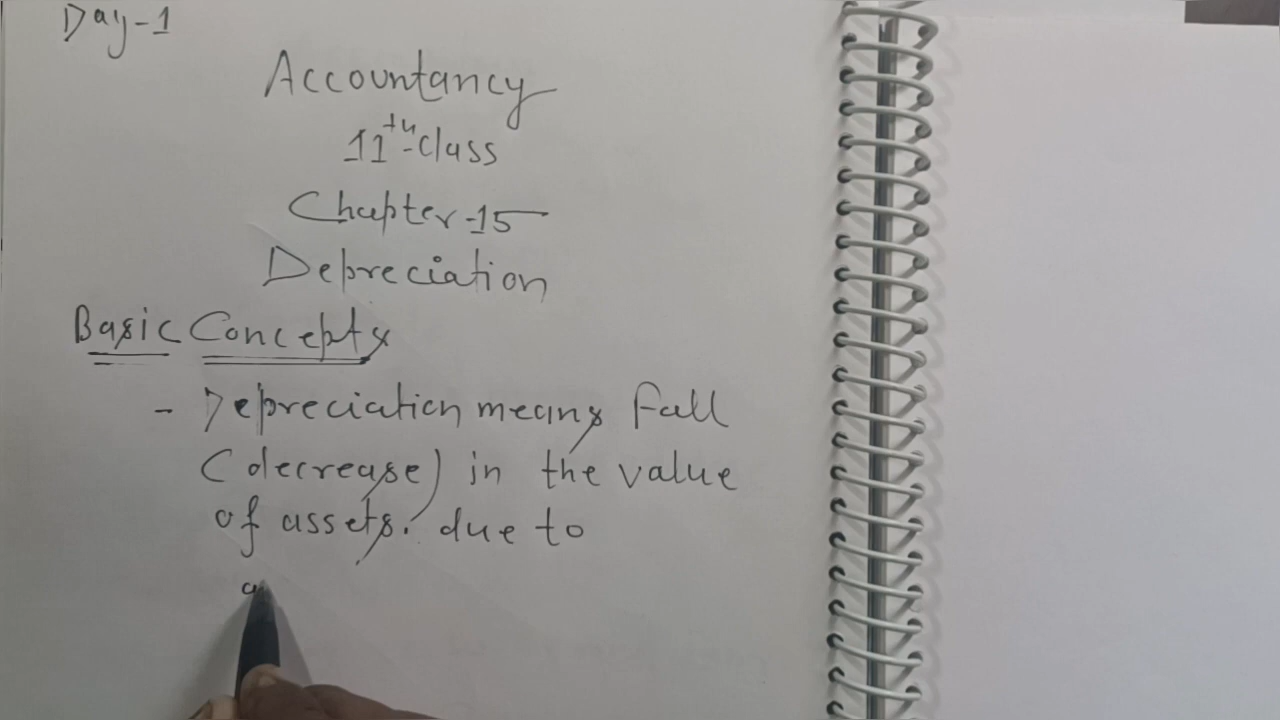 Day-1
Accountancy
11th-class
Chapter-15
Depreciation
Basic Concepts
- Depreciation means fall
(decrease) in the value
of assets. due to